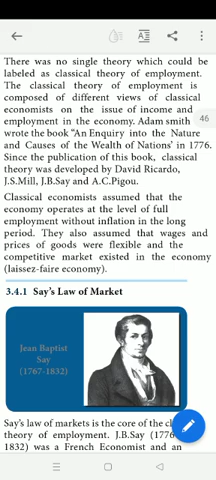 There was no single theory which could be
labeled as classical theory of employment.
The classical theory of employment is
composed of different views of classical
economists on the issue of income and
employment in the economy. Adam smith
wrote the book "An Enquiry into the Nature
and Causes of the Wealth of Nations' in 1776.
Since the publication of this book, classical
theory was developed by David Ricardo,
J.S.Mill, J.B.Say and A.C.Pigou.
46
Classical economists assumed that the
economy operates at the level of full
employment without inflation in the long
period. They also assumed that wages and
prices of goods were flexible and the
competitive market existed in the economy
(laissez-faire economy).
3.4.1 Say's Law of Market
Jean Baptist
Say
(1767-1832)
Say's law of markets is the core of the
theory of employment. J.B.Say (1776
1832) was a French Economist and an